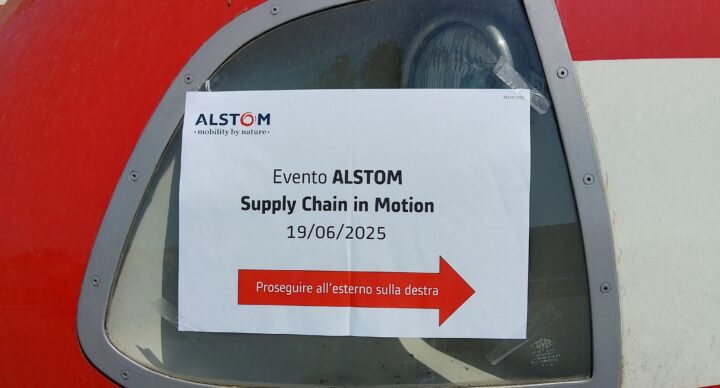 ALSTOM
• mobility by nature •
Evento ALSTOM
Supply Chain in Motion
19/06/2025
Proseguire all'esterno sulla destra